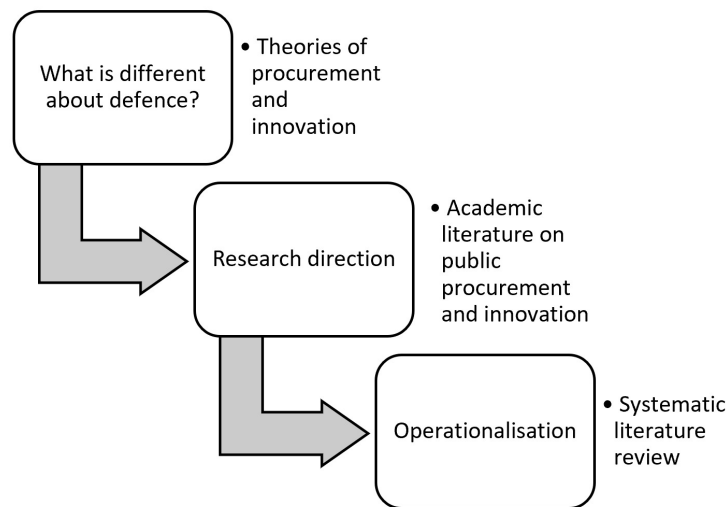 What is different
about defence?
• Theories of
procurement
and
innovation
Research direction
• Academic
literature on
public
procurement
and innovation
Operationalisation
• Systematic
literature
review